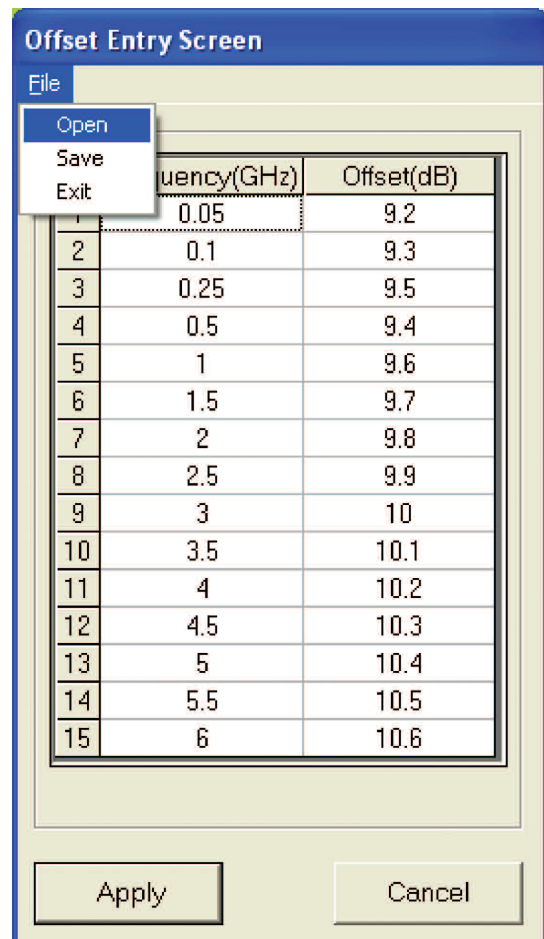 Offset Entry Screen
File
Open
Save
Exit
uency(GHz) Offset(dB)
1 0.05 9.2
2 0.1 9.3
3 0.25 9.5
4 0.5 9.4
5 1 9.6
6 1.5 9.7
7 2 9.8
8 2.5 9.9
9 3 10
10 3.5 10.1
11 4 10.2
12 4.5 10.3
13 5 10.4
14 5.5 10.5
15 6 10.6
Apply Cancel